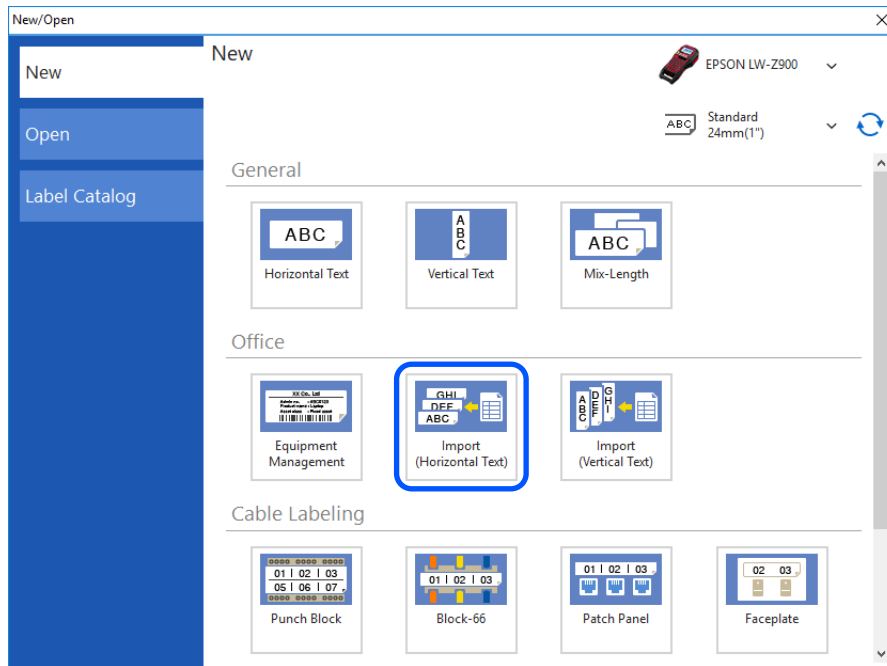 New/Open
New
Open
Label Catalog
New
EPSON LW-Z900
ABC
Standard
24mm(1")
General
ABC
Horizontal Text
A
B
C
Vertical Text
ABC
Mix-Length
Office
XX Co., Ltd
Equipment
Management
GHI
DEF
ABC
Import
(Horizontal Text)
A
B
C
D
E
F
G
H
I
Import
(Vertical Text)
Cable Labeling
01 | 02 | 03
05 | 06 | 07
Punch Block
01 | 02 | 03
Block-66
01 | 02 | 03
Patch Panel
02 03
Faceplate